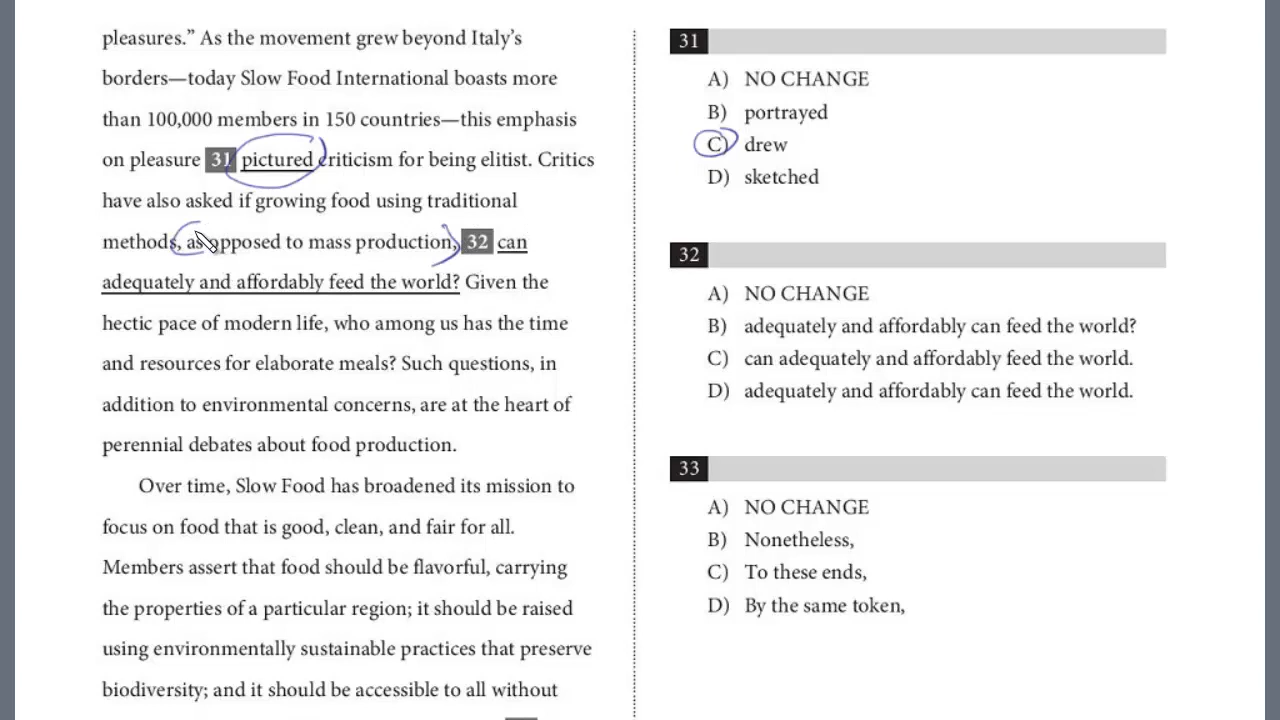 pleasures.” As the movement grew beyond Italy’s
borders—today Slow Food International boasts more
than 100,000 members in 150 countries—this emphasis
on pleasure 31 pictured criticism for being elitist. Critics
have also asked if growing food using traditional
methods, as opposed to mass production, 32 can
adequately and affordably feed the world? Given the
hectic pace of modern life, who among us has the time
and resources for elaborate meals? Such questions, in
addition to environmental concerns, are at the heart of
perennial debates about food production.
Over time, Slow Food has broadened its mission to
focus on food that is good, clean, and fair for all.
Members assert that food should be flavorful, carrying
the properties of a particular region; it should be raised
using environmentally sustainable practices that preserve
biodiversity; and it should be accessible to all without
31
A) NO CHANGE
B) portrayed
C) drew
D) sketched
32
A) NO CHANGE
B) adequately and affordably can feed the world?
C) can adequately and affordably feed the world.
D) adequately and affordably can feed the world.
33
A) NO CHANGE
B) Nonetheless,
C) To these ends,
D) By the same token,